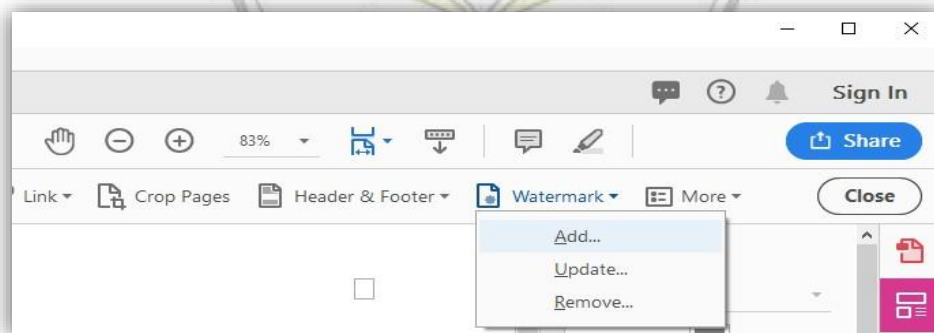 Sign In
83%
Share
Link Crop Pages Header & Footer Watermark More Close
Add...
Update...
Remove...